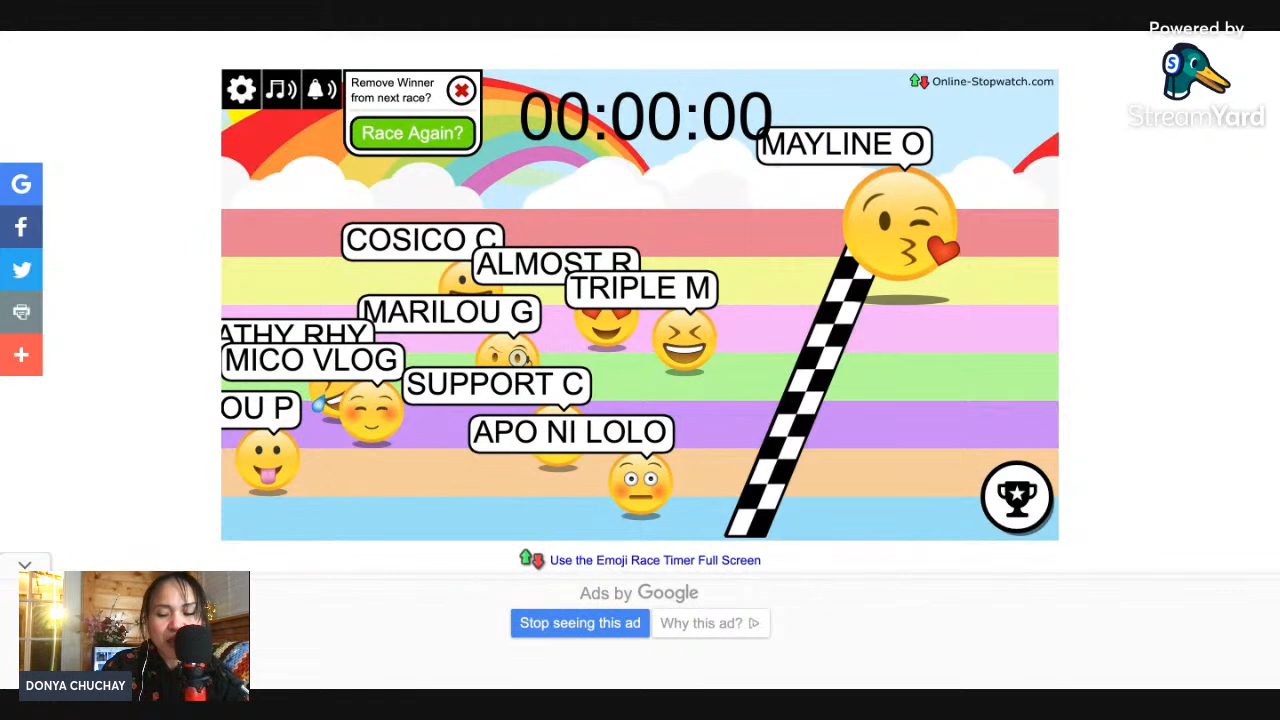 Powered by
StreamYard
Remove Winner
from next race?
Race Again?
00:00:00
Online-Stopwatch.com
MAYLINE O
COSICO C
ALMOST R
TRIPLE M
MARILOU G
ATHY RHY
MICO VLOG
SUPPORT C
OU P
APO NI LOLO
Use the Emoji Race Timer Full Screen
Ads by Google
Stop seeing this ad
Why this ad?
DONYA CHUCHAY